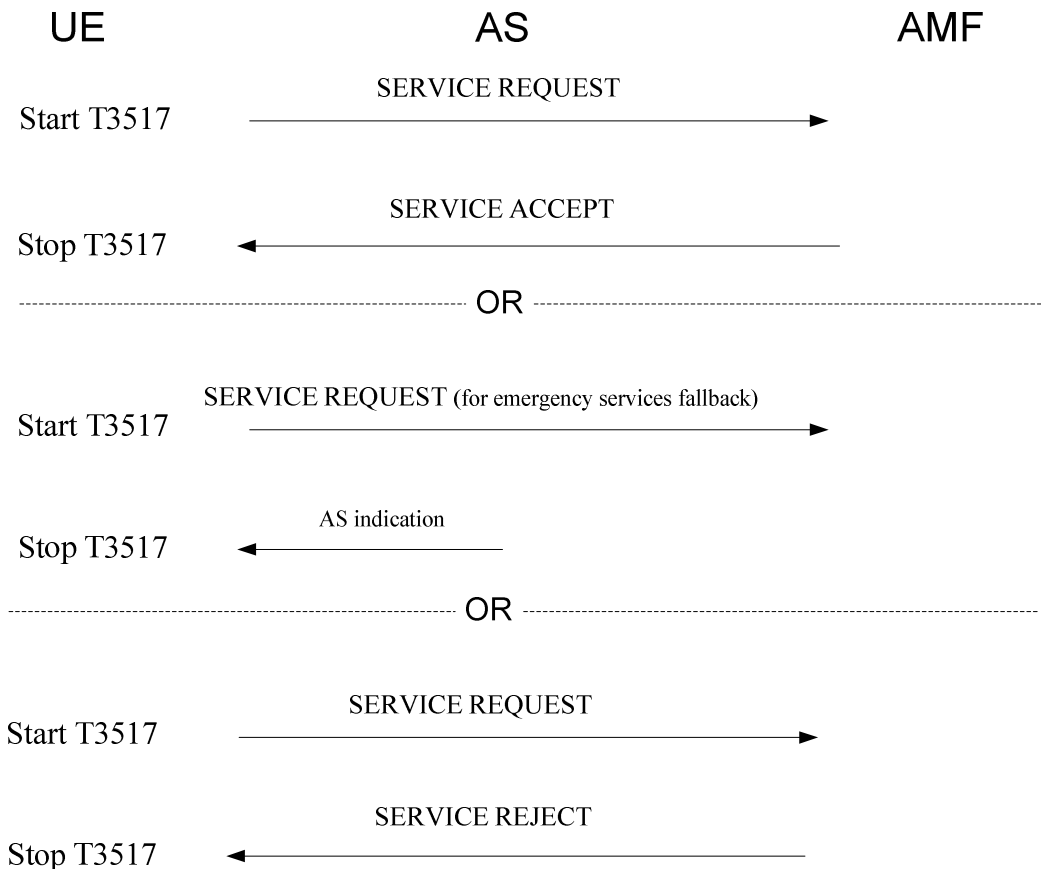 UE AS AMF
SERVICE REQUEST
Start T3517
SERVICE ACCEPT
Stop T3517
OR
SERVICE REQUEST (for emergency services fallback)
Start T3517
AS indication
Stop T3517
OR
SERVICE REQUEST
Start T3517
SERVICE REJECT
Stop T3517